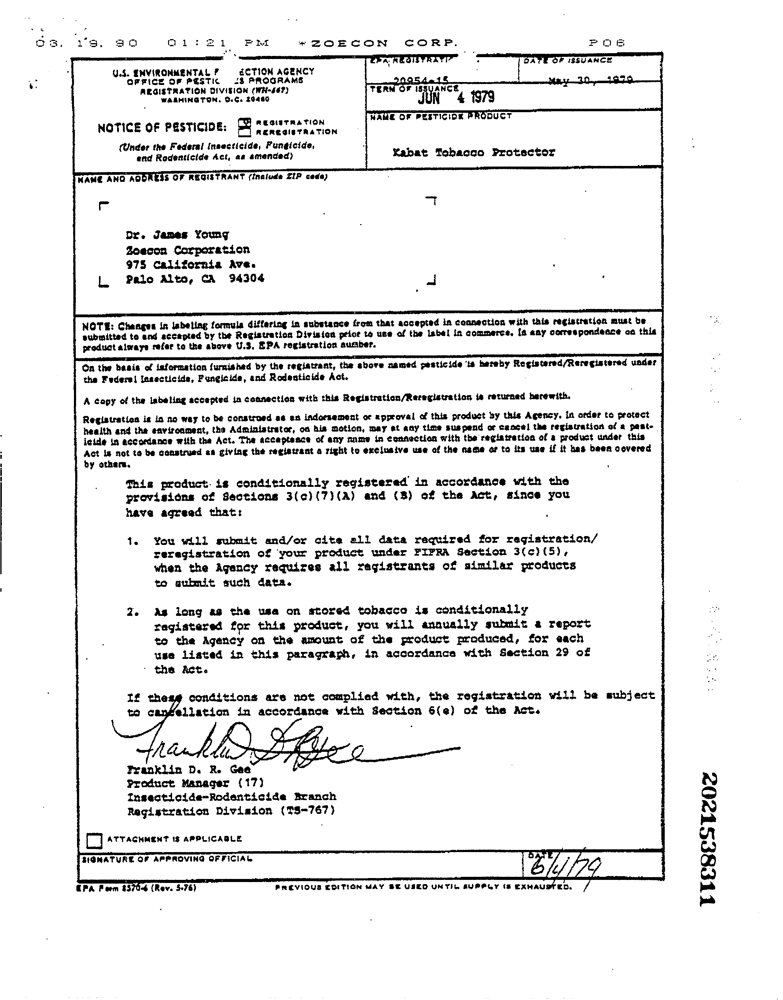 03. 19. 90 01:21 PM *ZOECON CORP. P06
U.S. ENVIRONMENTAL P ECTION AGENCY
OFFICE OF PESTIC S PROGRAMS
REGISTRATION DIVISION (WH-567)
WASHINGTON, D.C. 20460
NOTICE OF PESTICIDE: REGISTRATION
REREGISTRATION
(Under the Federal Insecticide, Fungicide,
and Rodenticide Act, as amended)
EPA REGISTRATI
20954-15
DATE OF ISSUANCE
May 30, 1979
TERM OF ISSUANCE
JUN 4 1979
NAME OF PESTICIDE PRODUCT
Kabat Tobacco Protector
NAME AND ADDRESS OF REGISTRANT (Include ZIP code)
Dr. James Young
Zoecon Corporation
975 California Ave.
Palo Alto, CA 94304
NOTE: Changes in labeling formula differing in substance from that accepted in connection with this registration must be
submitted to and accepted by the Registration Division prior to use of the label in commerce. In any correspondence on this
product always refer to the above U.S. EPA registration number.
On the basis of information furnished by the registrant, the above named pesticide is hereby Registered/Reregistered under
the Federal Insecticide, Fungicide, and Rodenticide Act.
A copy of the labeling accepted in connection with this Registration/Reregistration is returned herewith.
Registration is in no way to be construed as an indorsement or approval of this product by this Agency. In order to protect
health and the environment, the Administrator, on his motion, may at any time suspend or cancel the registration of a pest-
icide in accordance with the Act. The acceptance of any name in connection with the registration of a product under this
Act is not to be construed as giving the registrant a right to exclusive use of the name or to its use if it has been covered
by others.
This product is conditionally registered in accordance with the
provisions of Sections 3(c)(7)(A) and (B) of the Act, since you
have agreed that:
1. You will submit and/or cite all data required for registration/
reregistration of your product under FIFRA Section 3(c)(5),
when the Agency requires all registrants of similar products
to submit such data.
2. As long as the use on stored tobacco is conditionally
registered for this product, you will annually submit a report
to the Agency on the amount of the product produced, for each
use listed in this paragraph, in accordance with Section 29 of
the Act.
If these conditions are not complied with, the registration will be subject
to cancellation in accordance with Section 6(e) of the Act.
Franklin D R Gee
Franklin D. R. Gee
Product Manager (17)
Insecticide-Rodenticide Branch
Registration Division (TS-767)
ATTACHMENT IS APPLICABLE
SIGNATURE OF APPROVING OFFICIAL
DATE
6/4/79
EPA Form 8570-6 (Rev. 5-76) PREVIOUS EDITION MAY BE USED UNTIL SUPPLY IS EXHAUSTED.
2021538311